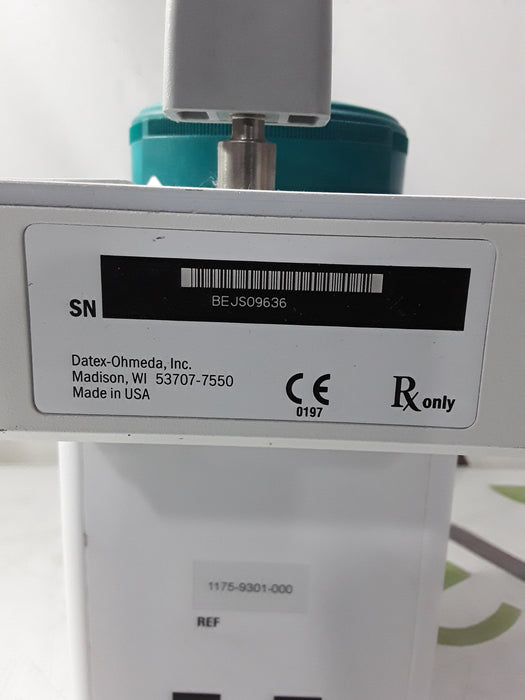 SN
BEJS09636
Datex-Ohmeda, Inc.
Madison, WI 53707-7550
Made in USA
CE
0197
Rx only
1175-9301-000
REF